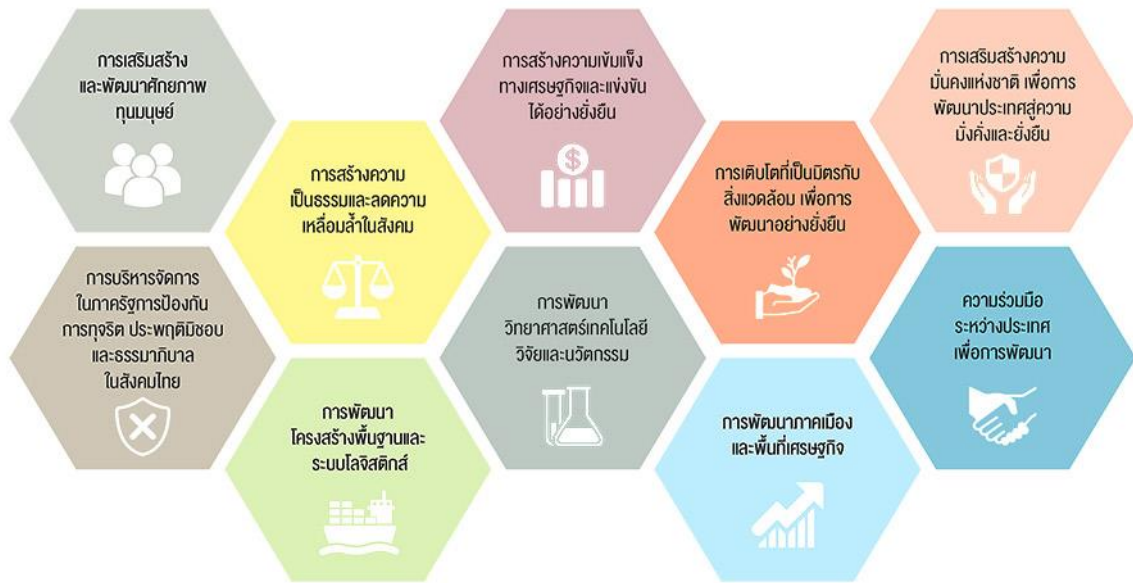 การเสริมสร้าง
และพัฒนาศักยภาพ
ทุนมนุษย์
การสร้างความ
เป็นธรรมและลดความ
เหลื่อมล้ำในสังคม
การสร้างความเข้มแข็ง
ทางเศรษฐกิจและแข่งขัน
ได้อย่างยั่งยืน
$
การเติบโตที่เป็นมิตรกับ
สิ่งแวดล้อม เพื่อการ
พัฒนาอย่างยั่งยืน
การเสริมสร้างความ
มั่นคงแห่งชาติ เพื่อการ
พัฒนาประเทศสู่ความ
มั่งคั่งและยั่งยืน
การบริหารจัดการ
ในภาครัฐการป้องกัน
การทุจริต ประพฤติมิชอบ
และธรรมาภิบาล
ในสังคมไทย
การพัฒนา
โครงสร้างพื้นฐานและ
ระบบโลจิสติกส์
การพัฒนา
วิทยาศาสตร์เทคโนโลยี
วิจัยและนวัตกรรม
การพัฒนาภาคเมือง
และพื้นที่เศรษฐกิจ
ความร่วมมือ
ระหว่างประเทศ
เพื่อการพัฒนา